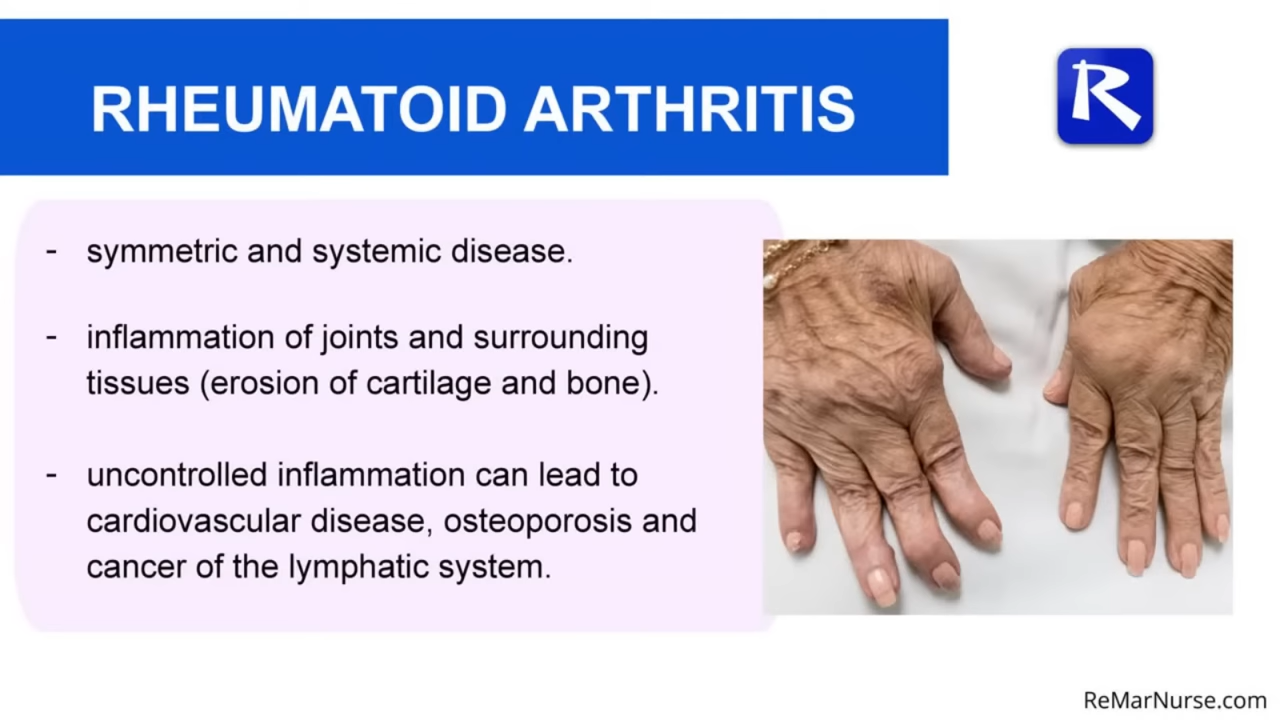 RHEUMATOID ARTHRITIS
R
- symmetric and systemic disease.
- inflammation of joints and surrounding
tissues (erosion of cartilage and bone).
- uncontrolled inflammation can lead to
cardiovascular disease, osteoporosis and
cancer of the lymphatic system.
ReMarNurse.com